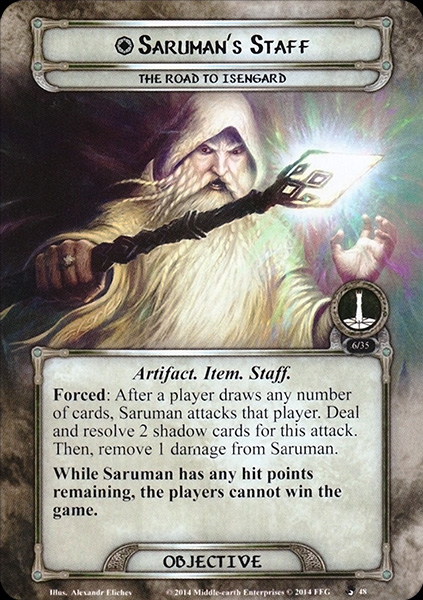 Saruman's Staff
The Road to Isengard
6/35
Artifact. Item. Staff.
Forced: After a player draws any number
of cards, Saruman attacks that player. Deal
and resolve 2 shadow cards for this attack.
Then, remove 1 damage from Saruman.
While Saruman has any hit points
remaining, the players cannot win the
game.
Objective
Illus. Alexandr Elichev © 2014 Middle-earth Enterprises © 2014 FFG 48